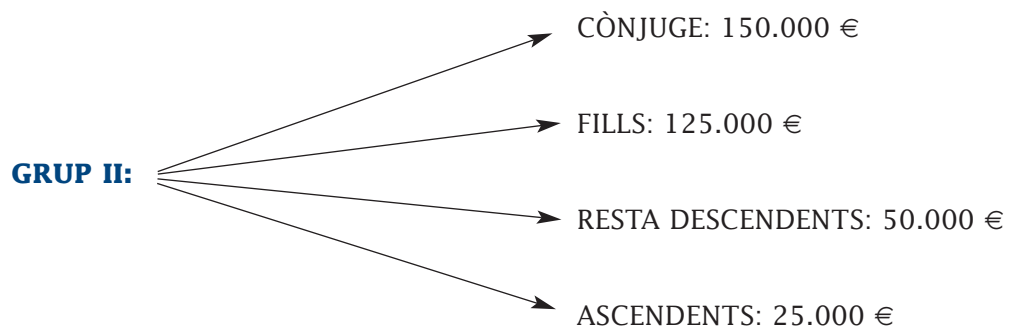 CÒNJUGE: 150.000 €
FILLS: 125.000 €
GRUP II:
RESTA DESCENDENTS: 50.000 €
ASCENDENTS: 25.000 €